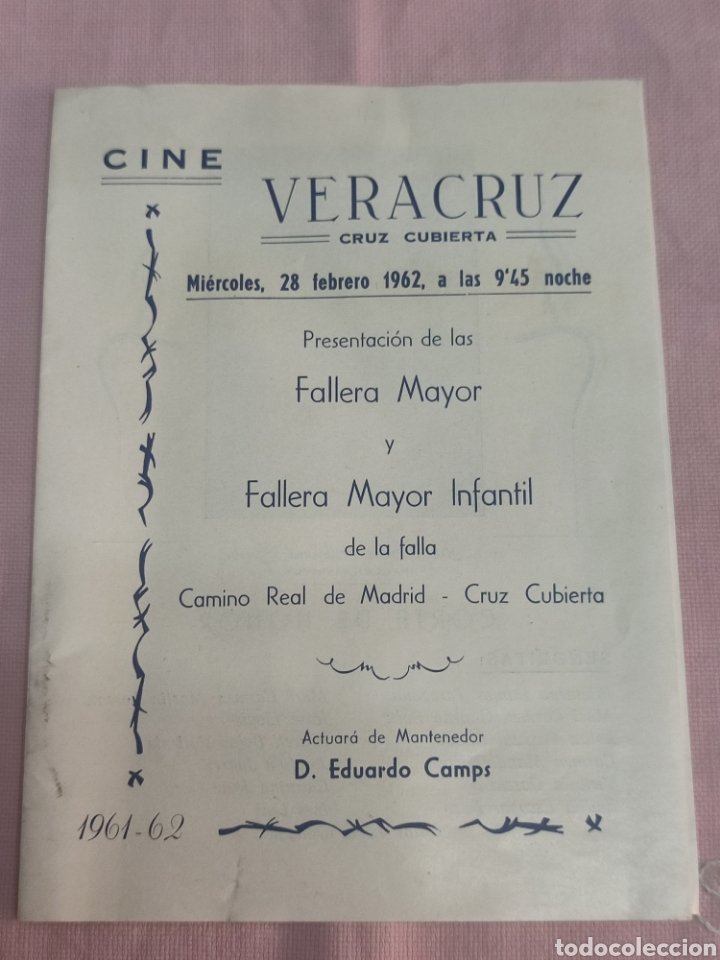 CINE
VERACRUZ
CRUZ CUBIERTA
Miércoles, 28 febrero 1962, a las 9'45 noche
Presentación de las
Fallera Mayor
y
Fallera Mayor Infantil
de la falla
Camino Real de Madrid - Cruz Cubierta
Actuará de Mantenedor
D. Eduardo Camps
1961-62
todocoleccion